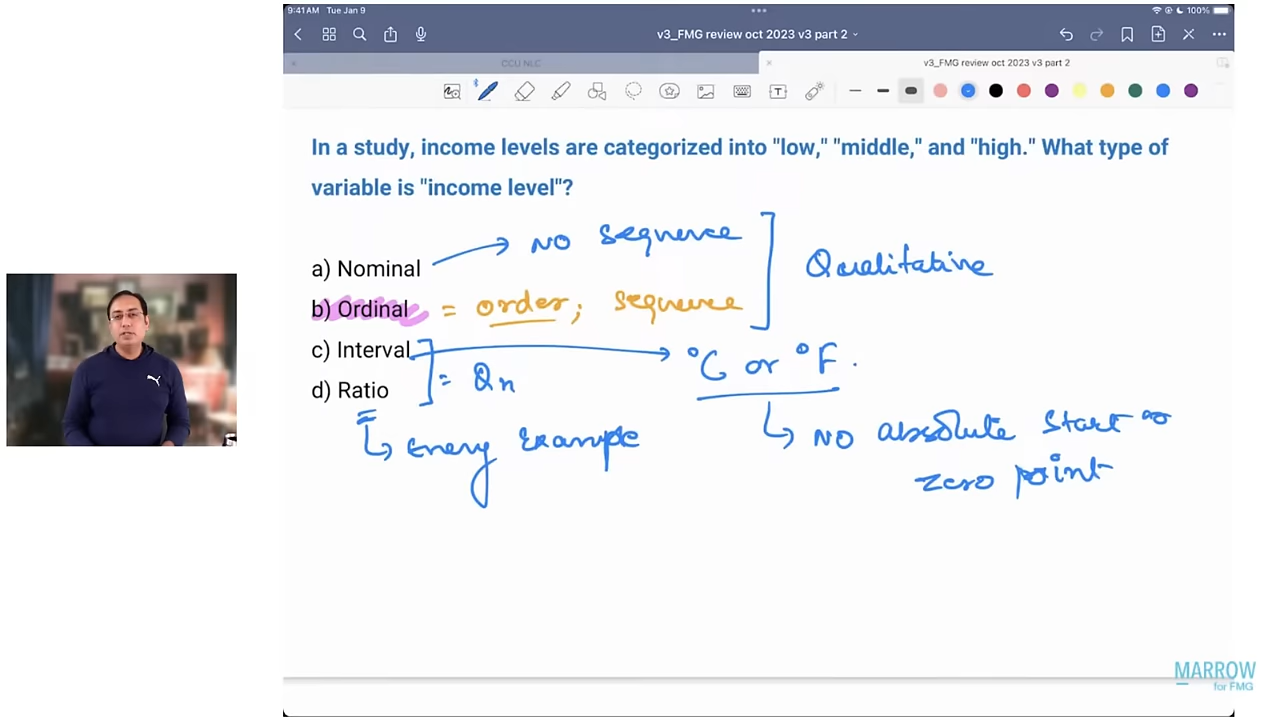 9:41 AM Tue Jan 9
100%
v3_FMG review oct 2023 v3 part 2
CCU NLC
v3_FMG review oct 2023 v3 part 2
In a study, income levels are categorized into "low," "middle," and "high." What type of
variable is "income level"?
a) Nominal → NO sequence
b) Ordinal = order; sequence
Qualitative
c) Interval → °C or °F.
d) Ratio
= Qn
↳ Every Example
↳ NO absolute start or
zero point
MARROW
for FMG